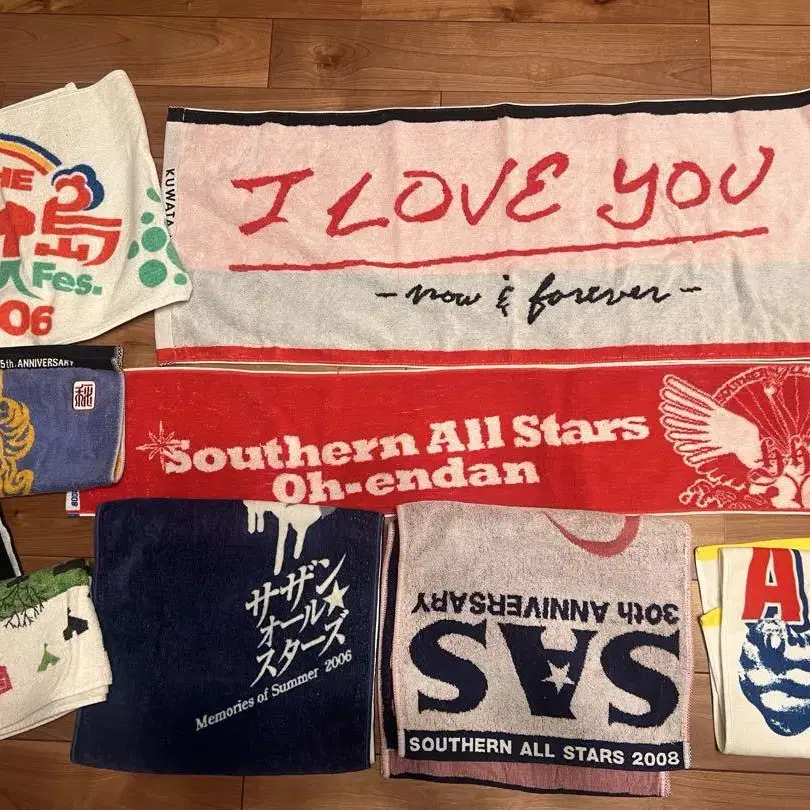 THE
島
Fes.
06
KUWATA
I LOVE YOU
- now & forever -
5th. ANNIVERSARY
Southern All Stars
Oh-endan
サザン
オール★
スターズ
Memories of Summer 2006
30th ANNIVERSARY
SAS
SOUTHERN ALL STARS 2008
A